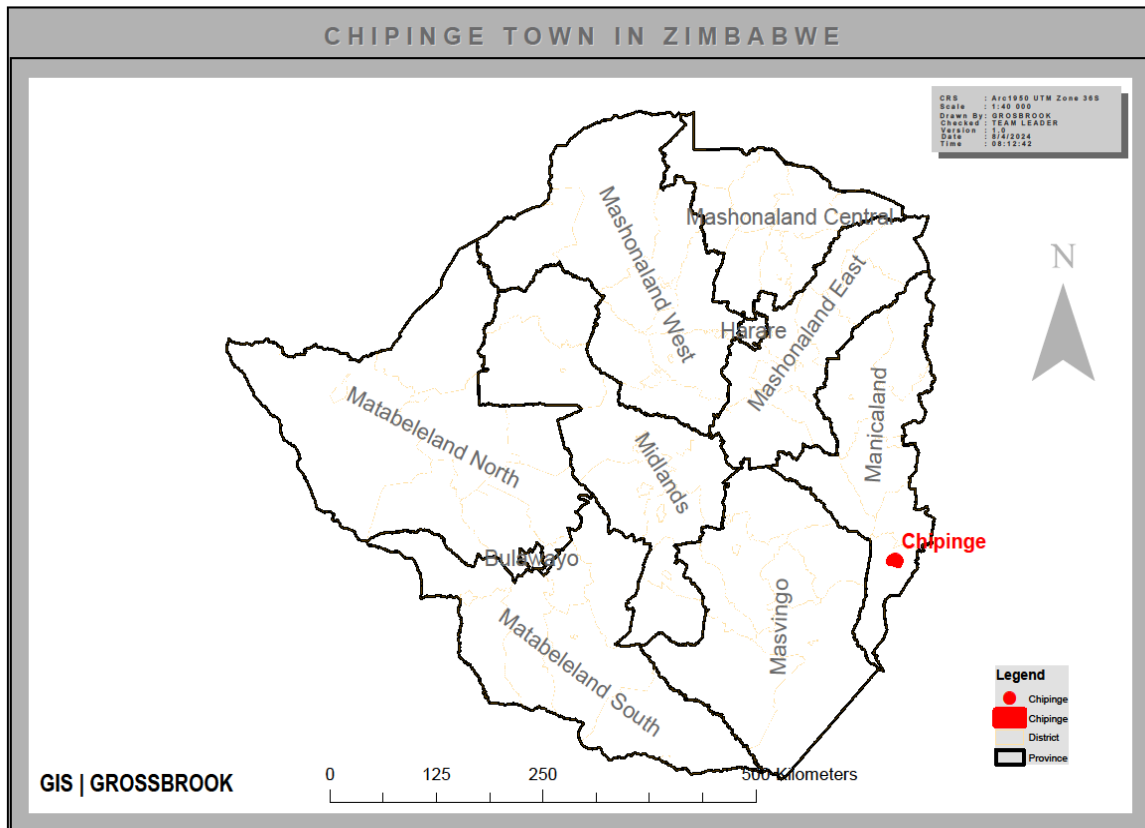 CHIPINGE TOWN IN ZIMBABWE
CRS : Arc1950 UTM Zone 36S
Scale : 1:40 000
Drawn By: GROSBROOK
Checked : TEAM LEADER
Version : 1.0
Date : 8/4/2024
Time : 08:12:42
N
Mashonaland Central
Mashonaland West
Mashonaland East
Harare
Manicaland
Matabeleland North
Midlands
Chipinge
Bulawayo
Masvingo
Matabeleland South
Legend
Chipinge
Chipinge
District
Province
GIS | GROSSBROOK
0 125 250 500 Kilometers